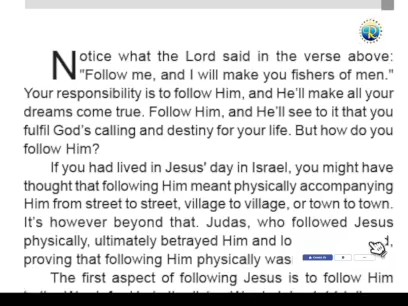 Notice what the Lord said in the verse above:
"Follow me, and I will make you fishers of men."
Your responsibility is to follow Him, and He'll make all your
dreams come true. Follow Him, and He'll see to it that you
fulfil God's calling and destiny for your life. But how do you
follow Him?
If you had lived in Jesus' day in Israel, you might have
thought that following Him meant physically accompanying
Him from street to street, village to village, or town to town.
It's however beyond that. Judas, who followed Jesus
physically, ultimately betrayed Him and
proving that following Him physically was
The first aspect of following Jesus is to follow Him